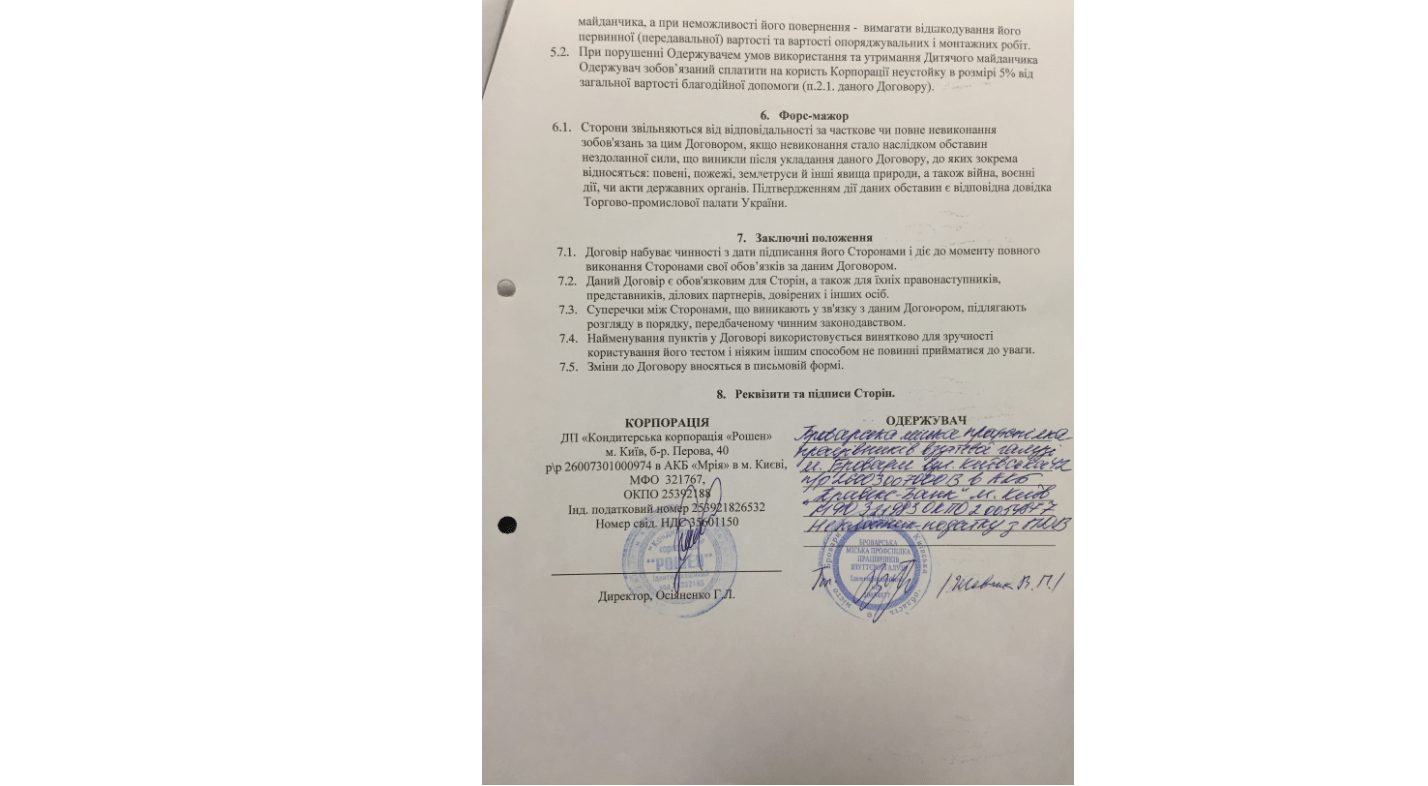 майданчика, а при неможливості його повернення - вимагати відшкодування його
первинної (передавальної) вартості та вартості опоряджувальних і монтажних робіт.
5.2. При порушенні Одержувачем умов використання та утримання Дитячого майданчика
Одержувач зобов’язаний сплатити на користь Корпорації неустойку в розмірі 5% від
загальної вартості благодійної допомоги (п.2.1. даного Договору).
6. Форс-мажор
6.1. Сторони звільняються від відповідальності за часткове чи повне невиконання
зобов'язань за цим Договором, якщо невиконання стало наслідком обставин
нездоланної сили, що виникли після укладання даного Договору, до яких зокрема
відносяться: повені, пожежі, землетруси й інші явища природи, а також війна, воєнні
дії, чи акти державних органів. Підтвердженням дії даних обставин є відповідна довідка
Торгово-промислової палати України.
7. Заключні положення
7.1. Договір набуває чинності з дати підписання його Сторонами і діє до моменту повного
виконання Сторонами свої обов’язків за даним Договором.
7.2. Даний Договір є обов'язковим для Сторін, а також для їхніх правонаступників,
представників, ділових партнерів, довірених і інших осіб.
7.3. Суперечки між Сторонами, що виникають у зв'язку з даним Договором, підлягають
розгляду в порядку, передбаченому чинним законодавством.
7.4. Найменування пунктів у Договорі використовується винятково для зручності
користування його тестом і ніяким іншим способом не повинні прийматися до уваги.
7.5. Зміни до Договору вносяться в письмовій формі.
8. Реквізити та підписи Сторін.
КОРПОРАЦІЯ
ДП «Кондитерська корпорація «Рошен»
м. Київ, б-р. Перова, 40
р\р 26007301000974 в АКБ «Мрія» в м. Києві,
МФО 321767,
ОКПО 25392188
Інд. податковий номер 253921826532
Номер свід. НДС 35601150
"РОШЕН"
Директор, Осіяненко Г.Л.
ОДЕРЖУВАЧ
Броварська міська профспілка
працівників взуттєвої галузі
м. Бровари вул. Київська
в АКБ
Банк" м. Київ
МФО 321983 ОКПО
Неплатник податку з ПДВ
БРОВАРСЬКА
МІСЬКА ПРОФСПІЛКА
ПРАЦІВНИКІВ
ВЗУТТЄВОЇ ГАЛУЗІ